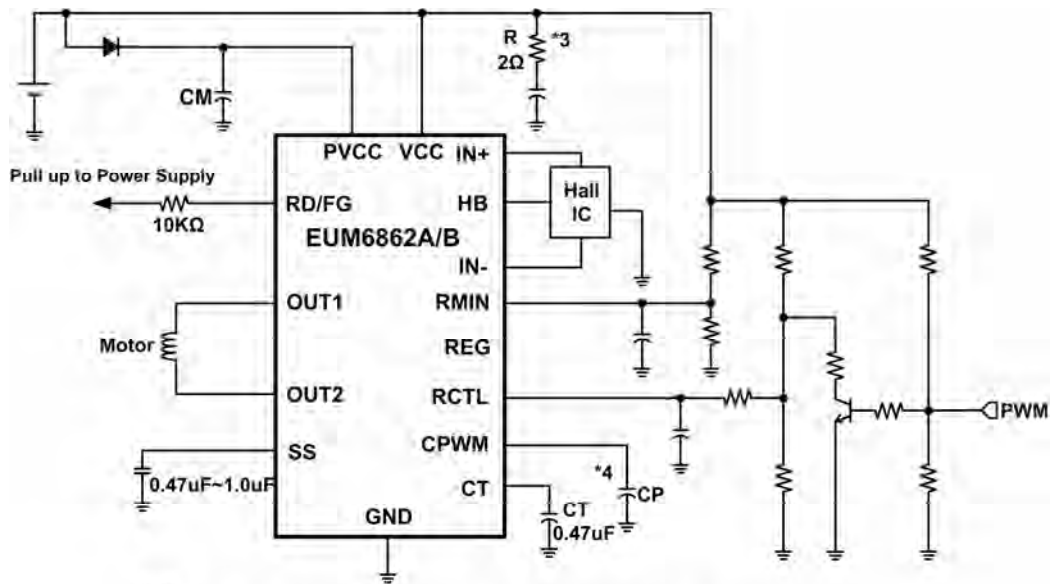 R
2Ω
*3
CM
PVCC
VCC
IN+
Pull up to Power Supply
10KΩ
RD/FG
HB
Hall
IC
EUM6862A/B
IN-
OUT1
RMIN
Motor
REG
OUT2
RCTL
PWM
SS
CPWM
0.47uF~1.0uF
*4
CP
CT
CT
0.47uF
GND